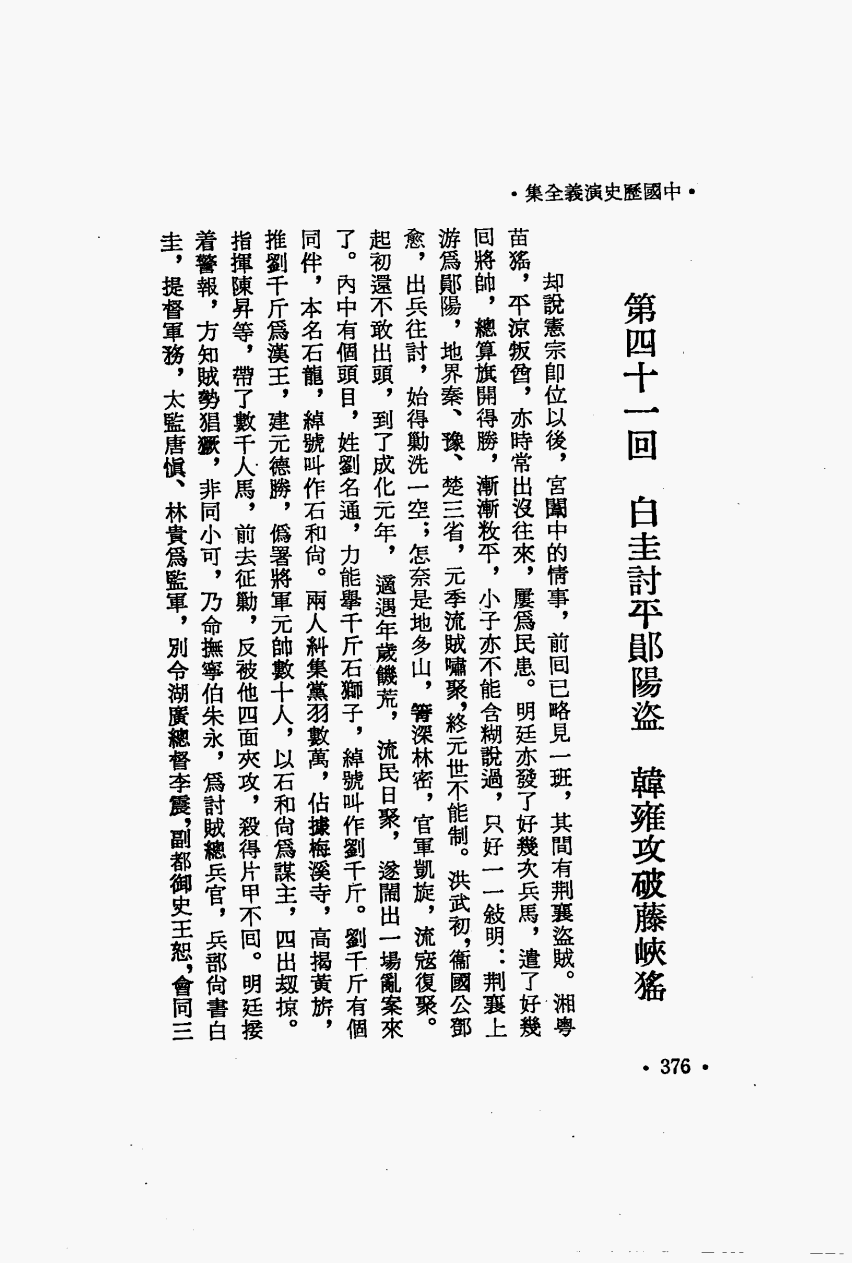 •中國歷史演義全集•
第四十一回　白圭討平鄖陽盜　韓雍攻破藤峽猺
却說憲宗卽位以後，宮闈中的情事，前回已略見一班，其間有荆襄盜賊。湘粤
苗猺，平涼叛酋，亦時常出沒往來，屢爲民患。明廷亦發了好幾次兵馬，遣了好幾
回將帥，總算旗開得勝，漸漸敉平，小子亦不能含糊說過，只好一一敍明：荆襄上
游爲鄖陽，地界秦、豫、楚三省，元季流賊嘯聚，終元世不能制。洪武初，衞國公鄧
愈，出兵往討，始得勦洗一空；怎奈是地多山，箐深林密，官軍凱旋，流寇復聚。
起初還不敢出頭，到了成化元年，適遇年歲饑荒，流民日聚，遂鬧出一場亂案來
了。內中有個頭目，姓劉名通，力能舉千斤石獅子，綽號叫作劉千斤。劉千斤有個
同伴，本名石龍，綽號叫作石和尙。兩人糾集黨羽數萬，佔據梅溪寺，高揭黃旂，
推劉千斤爲漢王，建元德勝，僞署將軍元帥數十人，以石和尙爲謀主，四出刼掠。
指揮陳昇等，帶了數千人馬，前去征勦，反被他四面夾攻，殺得片甲不回。明廷接
着警報，方知賊勢猖獗，非同小可，乃命撫寧伯朱永，爲討賊總兵官，兵部尙書白
圭，提督軍務，太監唐愼、林貴爲監軍，別令湖廣總督李震，副都御史王恕，會同三
•376•